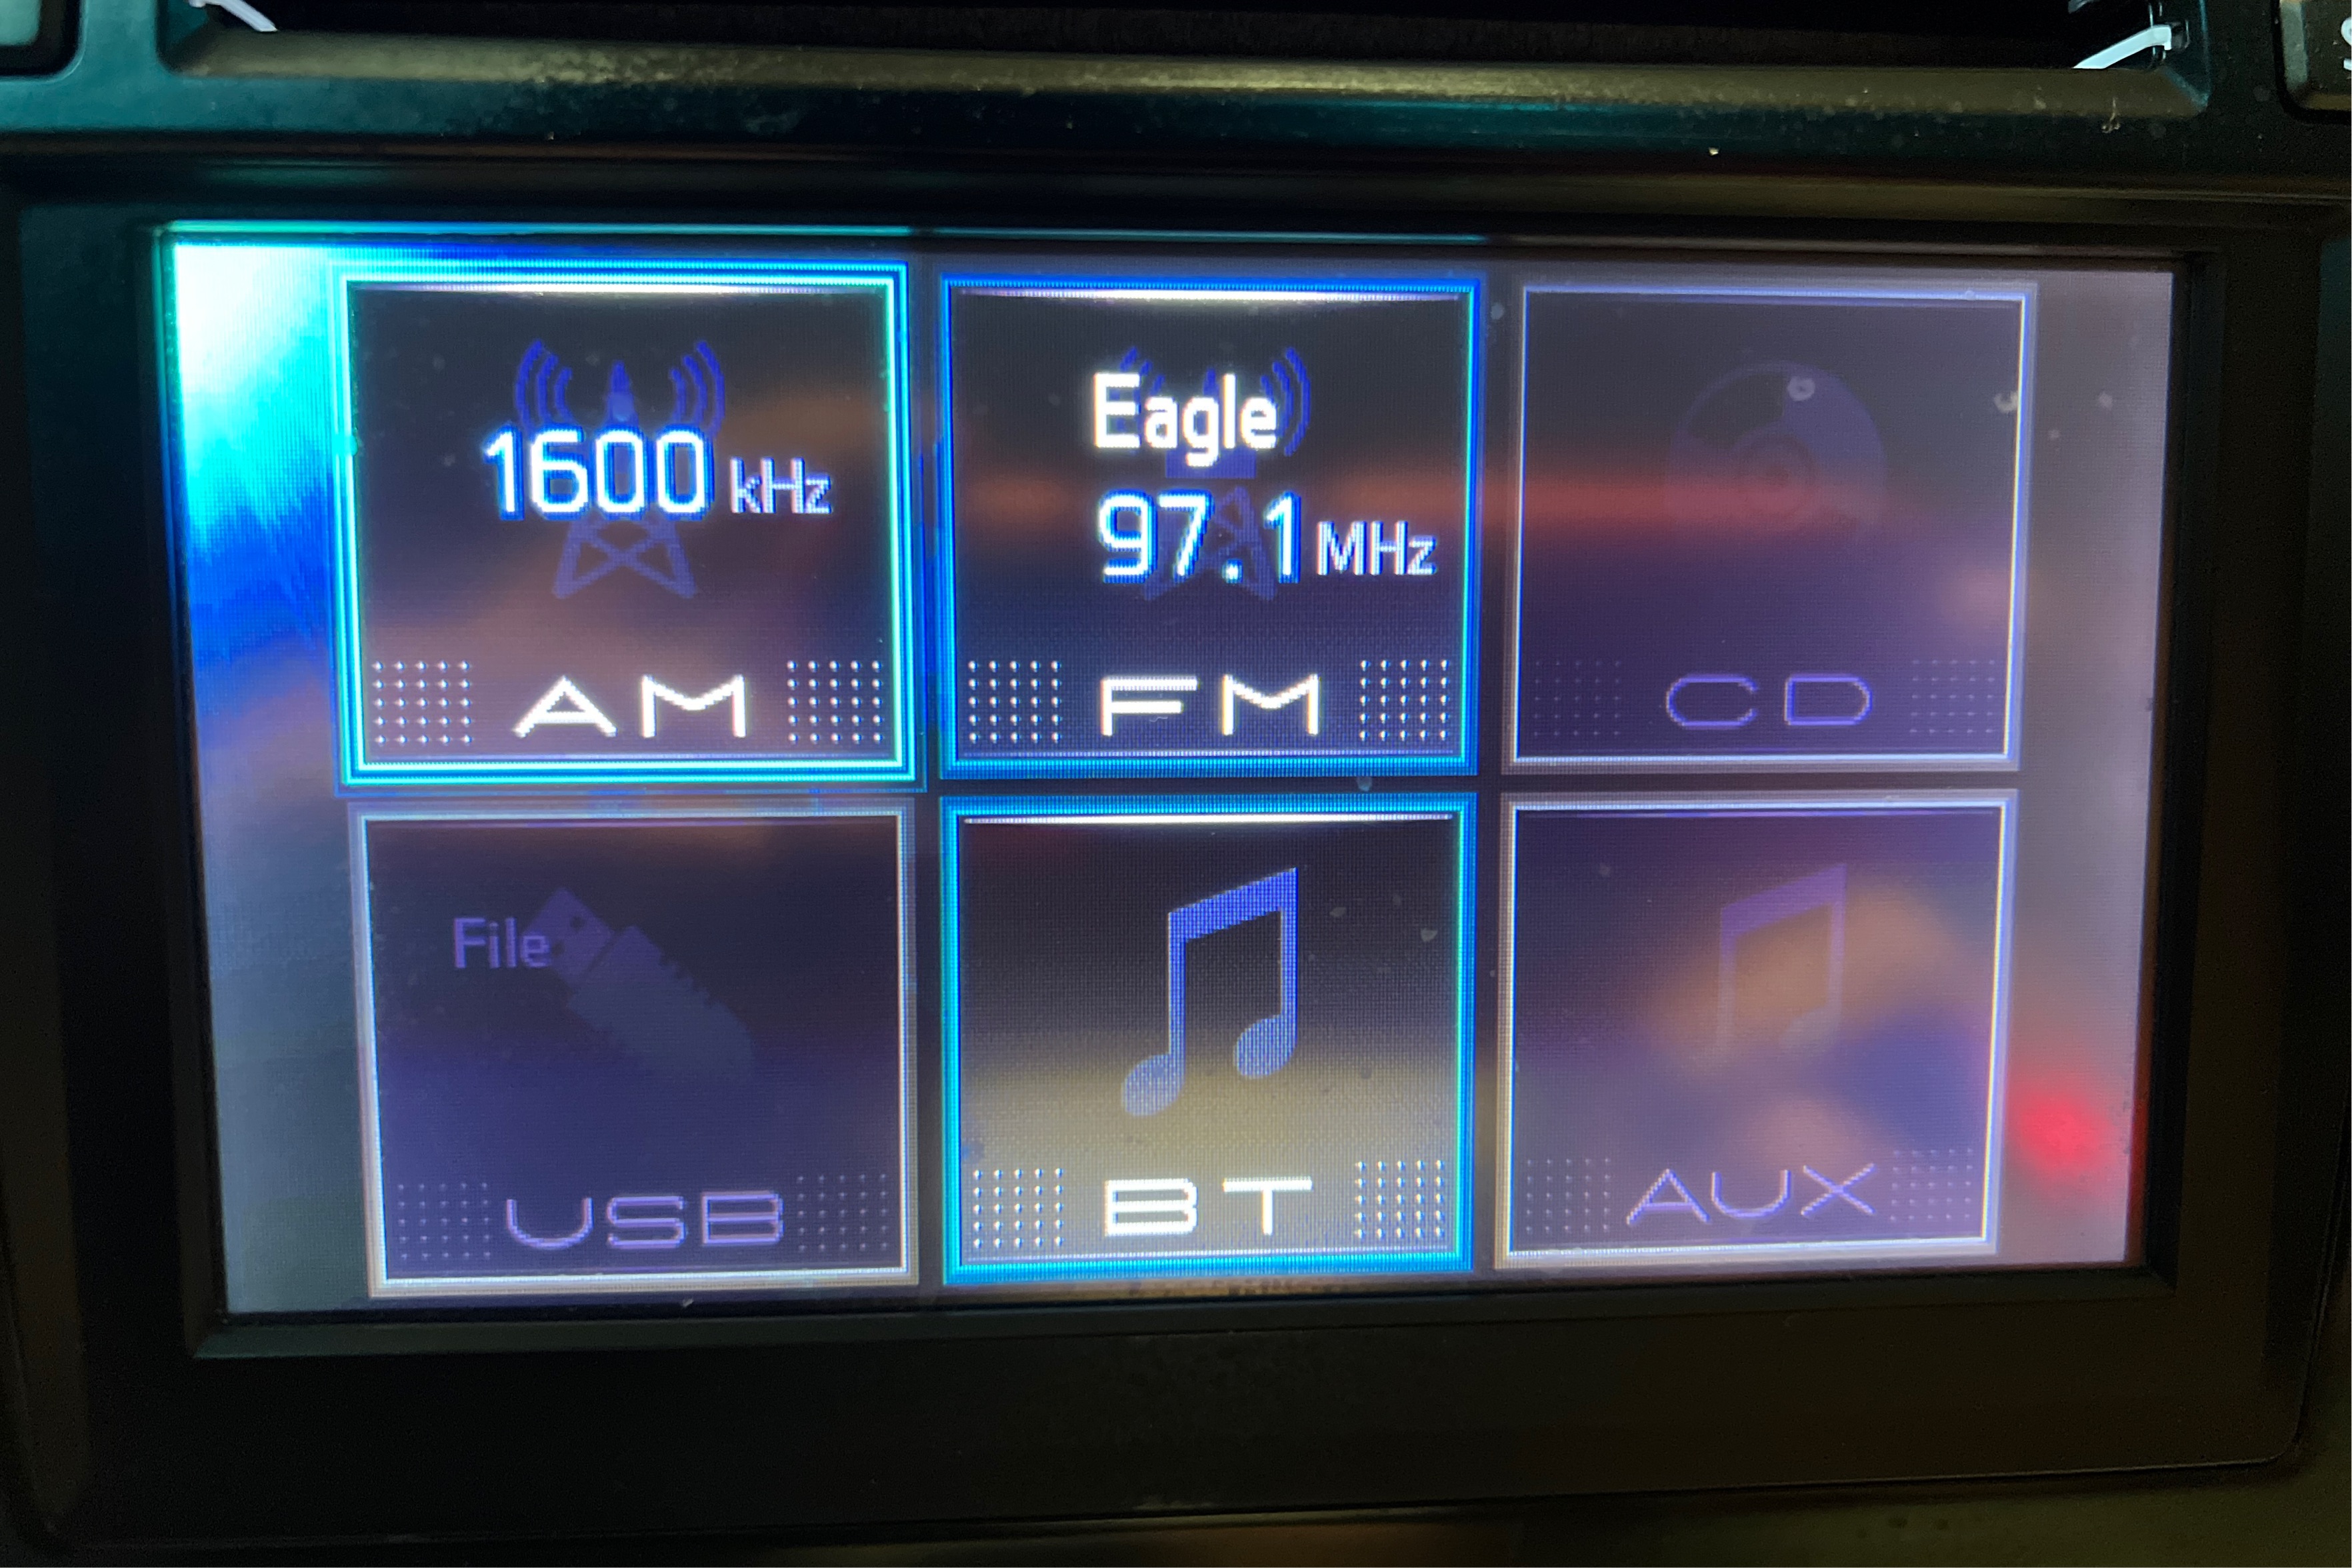 1600 kHz
AM
Eagle
97.1 MHz
FM
CD
File
USB
BT
AUX